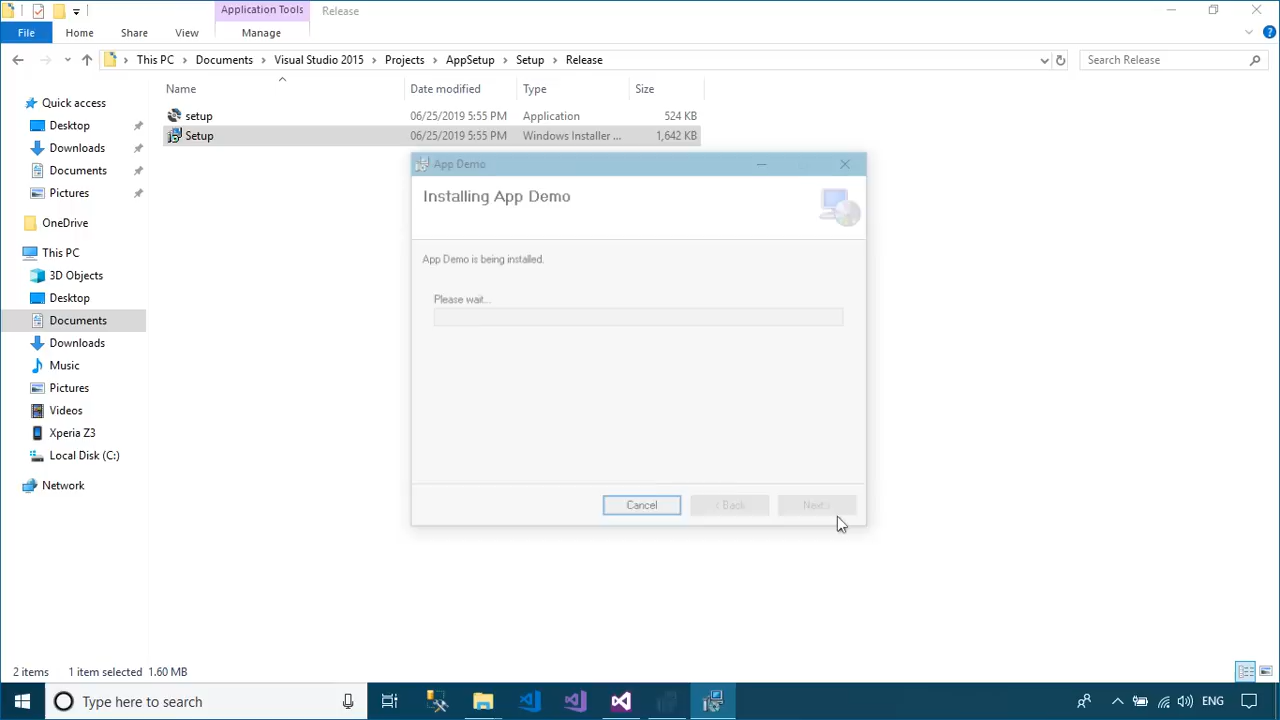 Application Tools
Release
File
Home
Share
View
Manage
This PC
Documents
Visual Studio 2015
Projects
AppSetup
Setup
Release
Search Release
Name
Date modified
Type
Size
setup
06/25/2019 5:55 PM
Application
524 KB
Setup
06/25/2019 5:55 PM
Windows Installer ...
1,642 KB
Quick access
Desktop
Downloads
Documents
Pictures
OneDrive
This PC
3D Objects
Desktop
Documents
Downloads
Music
Pictures
Videos
Xperia Z3
Local Disk (C:)
Network
App Demo
Installing App Demo
App Demo is being installed.
Please wait...
Cancel
< Back
Next >
2 items
1 item selected 1.60 MB
Type here to search
ENG